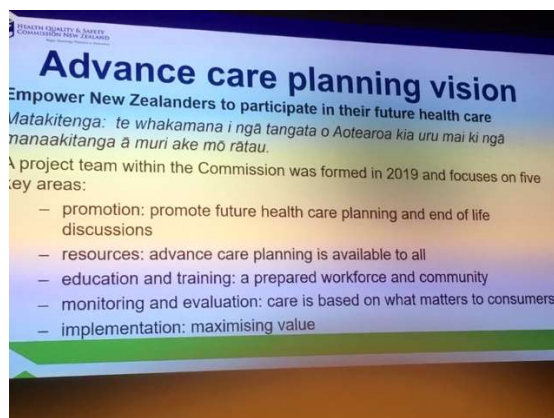 HEALTH QUALITY & SAFETY
COMMISSION NEW ZEALAND
Advance care planning vision
Empower New Zealanders to participate in their future health care
Matakitenga: te whakamana i ngā tangata o Aotearoa kia uru mai ki ngā
manaakitanga ā muri ake mō rātau.
A project team within the Commission was formed in 2019 and focuses on five
key areas:
– promotion: promote future health care planning and end of life
discussions
– resources: advance care planning is available to all
– education and training: a prepared workforce and community
– monitoring and evaluation: care is based on what matters to consumers
– implementation: maximising value